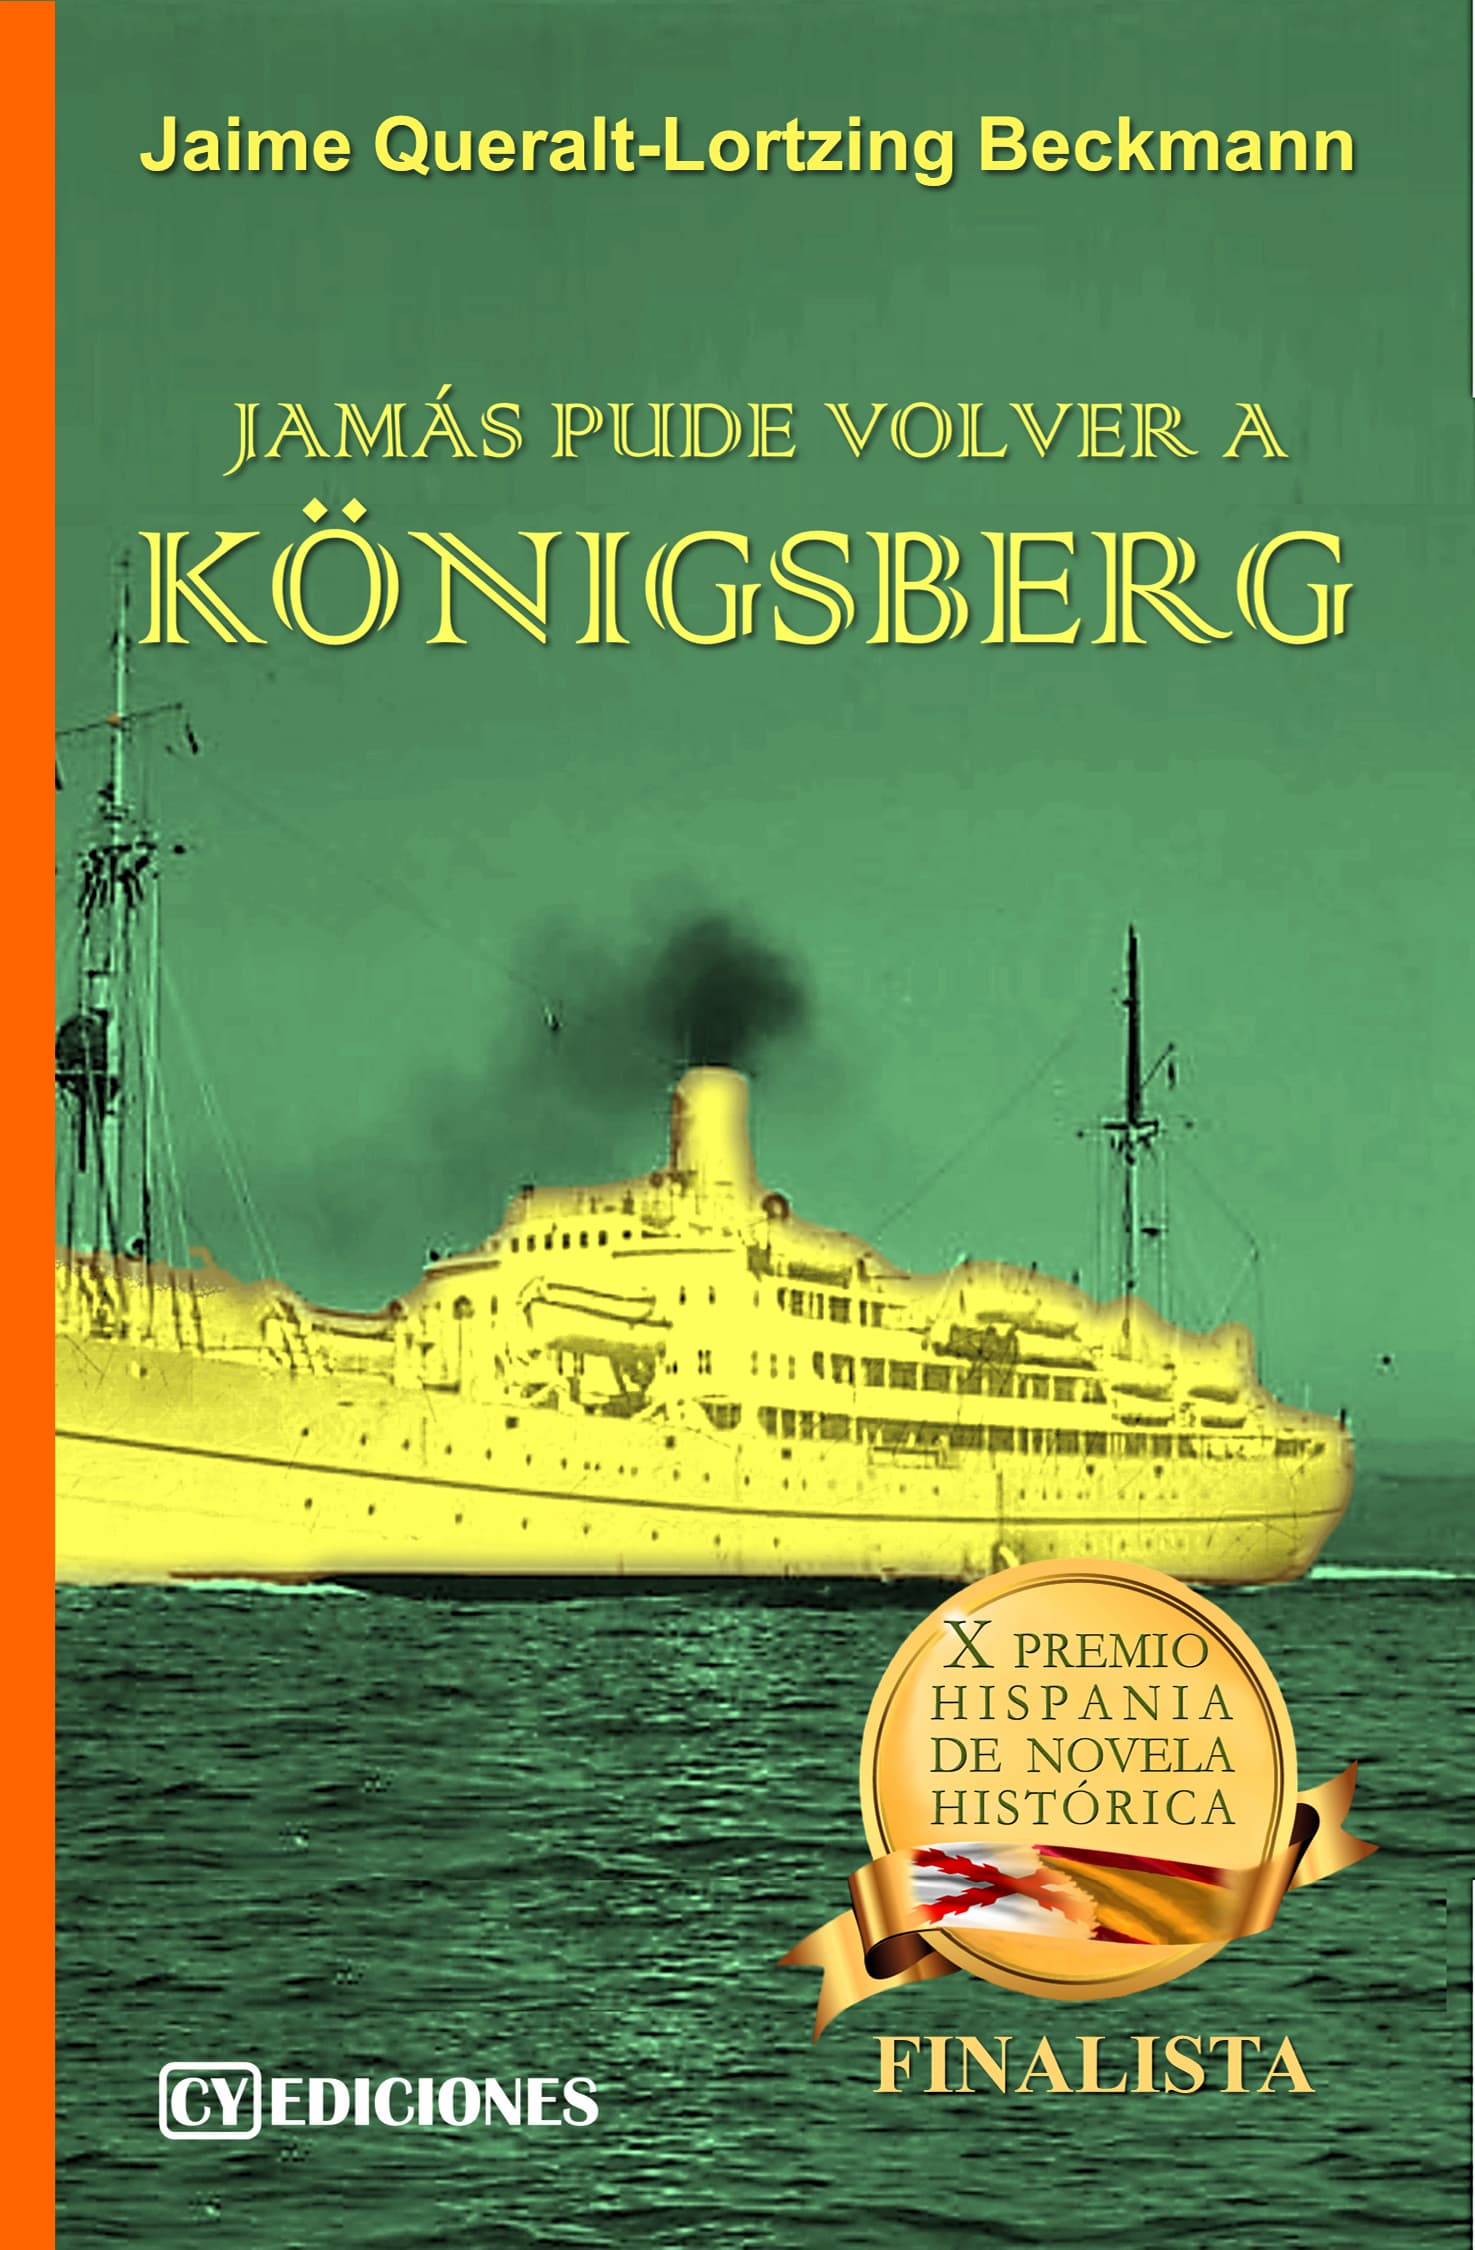 Jaime Queralt-Lortzing Beckmann
JAMÁS PUDE VOLVER A
KÖNIGSBERG
X PREMIO
HISPANIA
DE NOVELA
HISTÓRICA
FINALISTA
CY EDICIONES